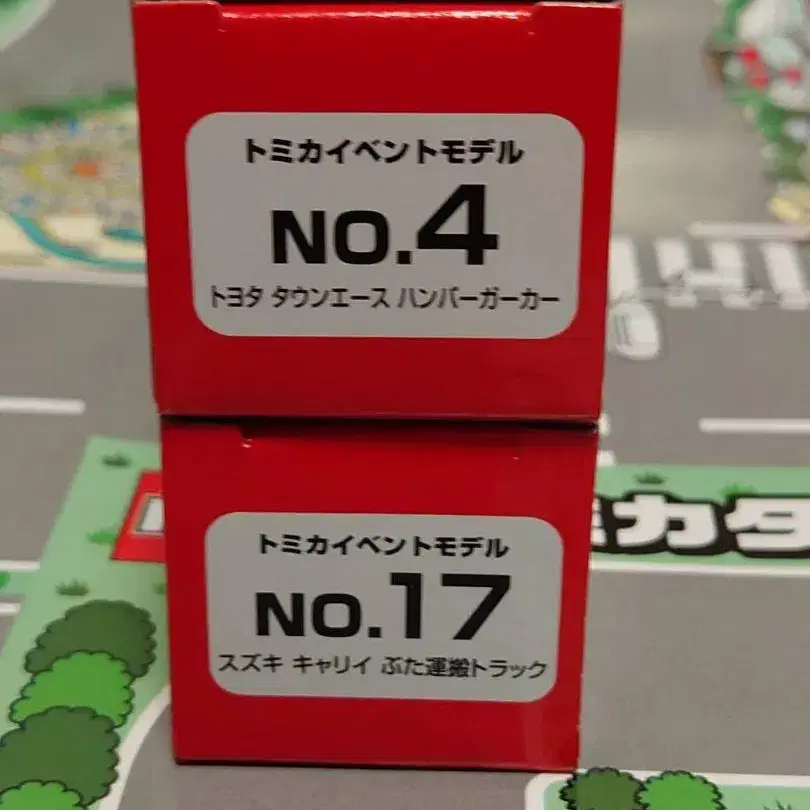 トミカイベントモデル
NO.4
トヨタ タウンエース ハンバーガーカー
トミカイベントモデル
NO.17
スズキ キャリイ ぶた運搬トラック